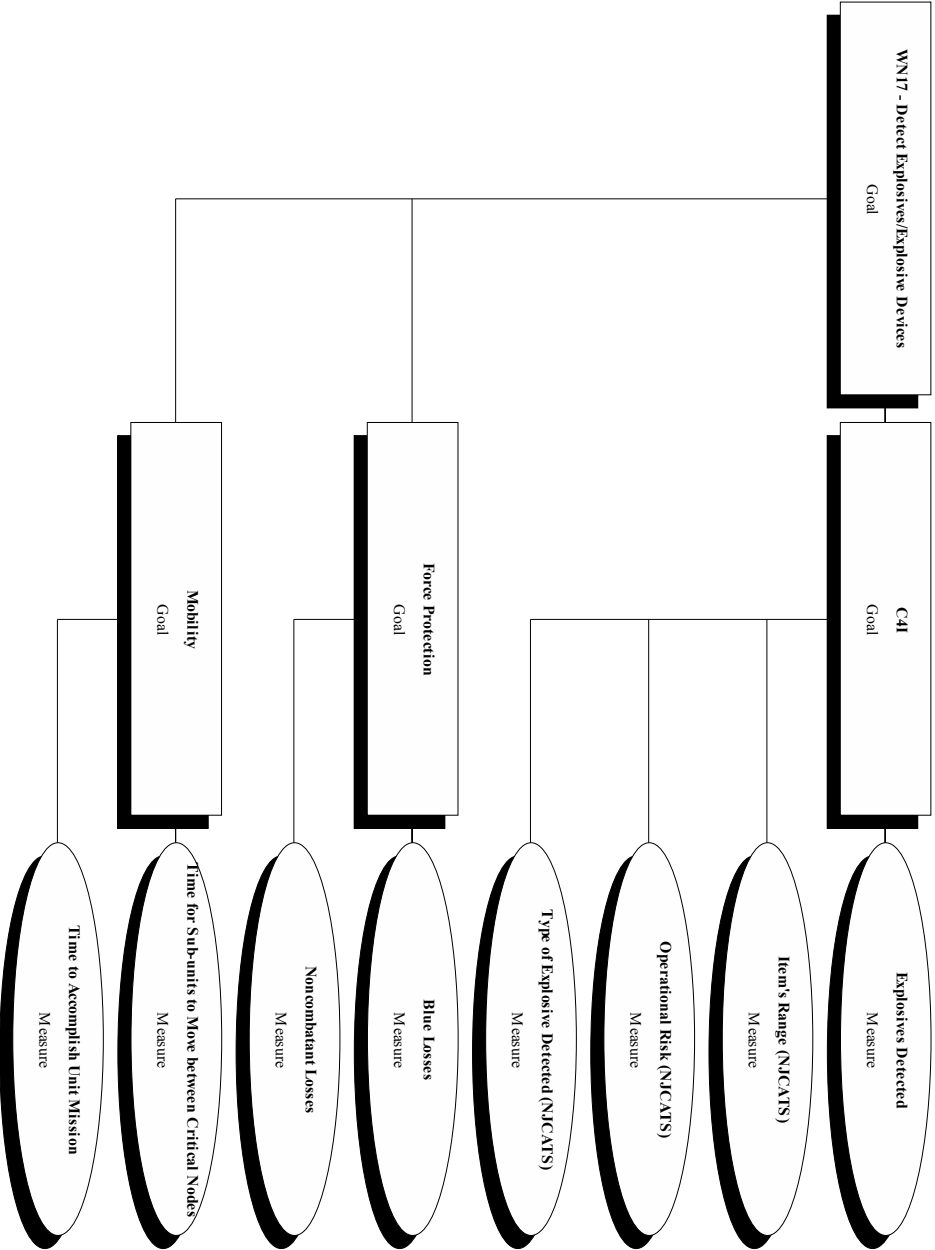 WN17 - Detect Explosives/Explosive Devices
Goal
C4I
Goal
Explosives Detected
Measure
Item's Range (NJCATS)
Measure
Operational Risk (NJCATS)
Measure
Type of Explosive Detected (NJCATS)
Measure
Force Protection
Goal
Blue Losses
Measure
Noncombatant Losses
Measure
Mobility
Goal
Time for Sub-units to Move between Critical Nodes
Measure
Time to Accomplish Unit Mission
Measure